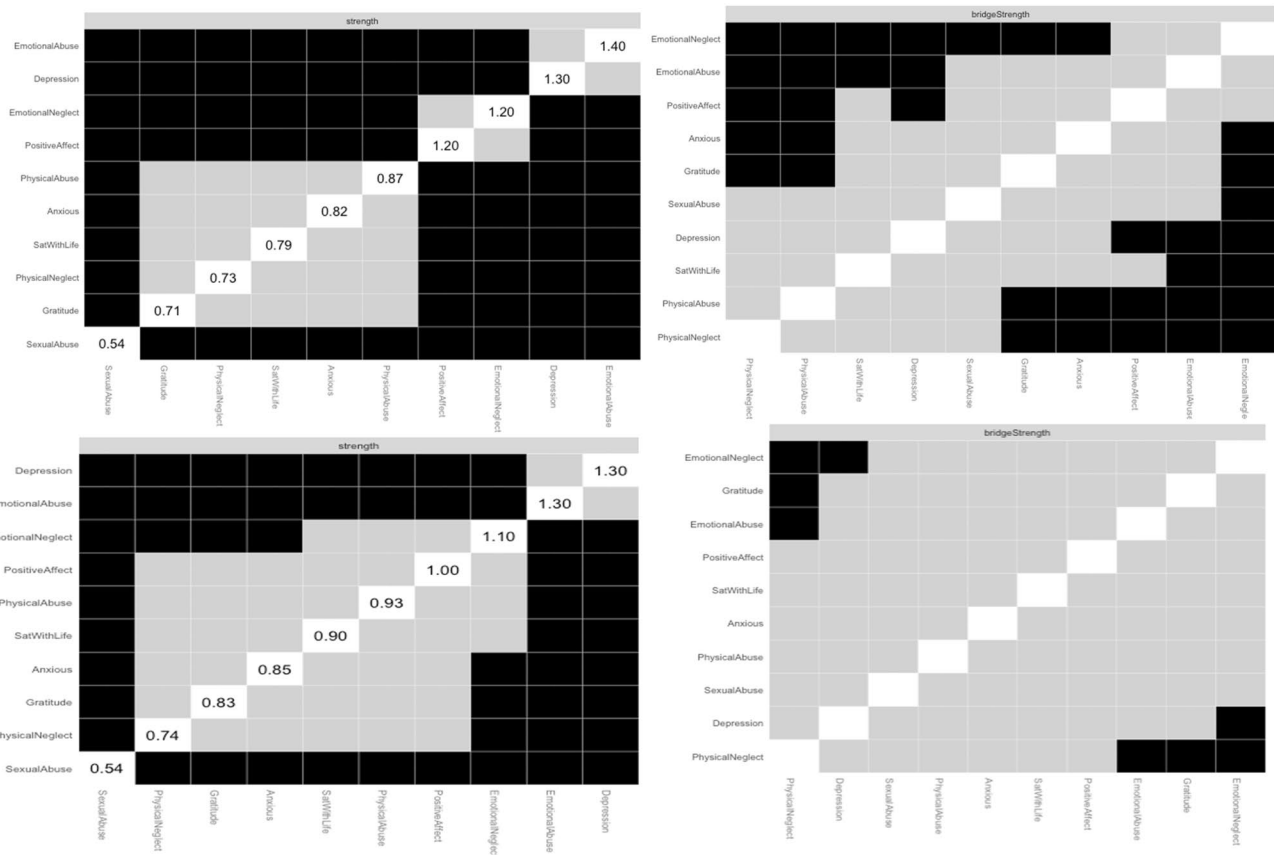 strength
EmotionalAbuse 1.40
Depression 1.30
EmotionalNeglect 1.20
PositiveAffect 1.20
PhysicalAbuse 0.87
Anxious 0.82
SatWithLife 0.79
PhysicalNeglect 0.73
Gratitude 0.71
SexualAbuse 0.54
SexualAbuse
Gratitude
PhysicalNeglect
SatWithLife
Anxious
PhysicalAbuse
PositiveAffect
EmotionalNeglect
Depression
EmotionalAbuse
bridgeStrength
EmotionalNeglect
EmotionalAbuse
PositiveAffect
Anxious
Gratitude
SexualAbuse
Depression
SatWithLife
PhysicalAbuse
PhysicalNeglect
PhysicalNeglect
PhysicalAbuse
SatWithLife
Depression
SexualAbuse
Gratitude
Anxious
PositiveAffect
EmotionalAbuse
EmotionalNegle
strength
Depression 1.30
motionalAbuse 1.30
otionalNeglect 1.10
PositiveAffect 1.00
PhysicalAbuse 0.93
SatWithLife 0.90
Anxious 0.85
Gratitude 0.83
hysicalNeglect 0.74
SexualAbuse 0.54
SexualAbuse
PhysicalNeglect
Gratitude
Anxious
SatWithLife
PhysicalAbuse
PositiveAffect
EmotionalNeglec
EmotionalAbuse
Depression
bridgeStrength
EmotionalNeglect
Gratitude
EmotionalAbuse
PositiveAffect
SatWithLife
Anxious
PhysicalAbuse
SexualAbuse
Depression
PhysicalNeglect
PhysicalNeglect
Depression
SexualAbuse
PhysicalAbuse
Anxious
SatWithLife
PositiveAffect
EmotionalAbuse
Gratitude
EmotionalNeglect